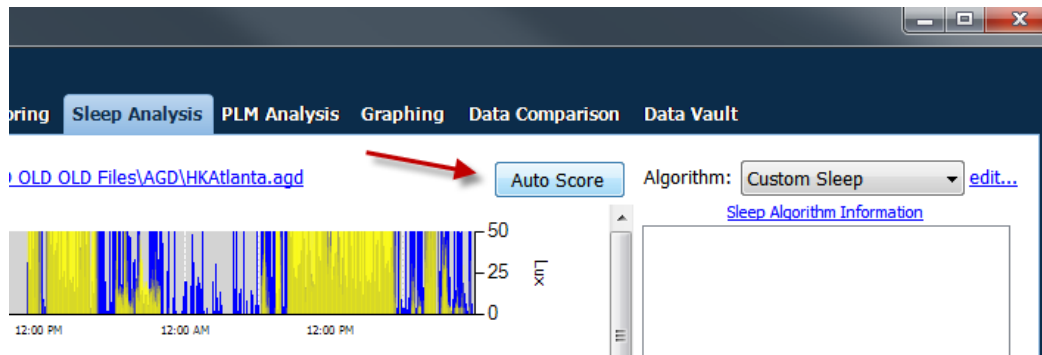 oring Sleep Analysis PLM Analysis Graphing Data Comparison Data Vault
OLD OLD Files\AGD\HKAtlanta.agd Auto Score Algorithm: Custom Sleep edit...
Sleep Algorithm Information
50
25
Lux
0
12:00 PM 12:00 AM 12:00 PM